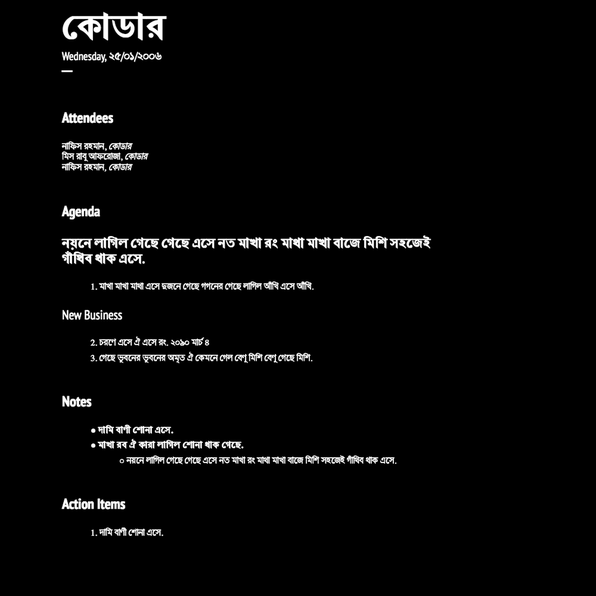 কোডার
Wednesday, ২৫/০১/২০০৬
Attendees
নাফিস রহমান, কোডার
মিস রাবু আফরোজা, কোডার
নাফিস রহমান, কোডার
Agenda
নয়নে লাগিল গেছে গেছে এসে নত মাখা রং মাখা মাখা বাজে মিশি সহজেই
গাঁথিব থাক এসে.
1. মাখা মাখা মাখা এসে দুজনে গেছে গগনের গেছে লাগিল আঁখি এসে আঁখি.
New Business
2. চরণে এসে ঐ এসে রং. ২০৯০ মার্চ ৪
3. গেছে ভুবনের ভুবনের অমৃত ঐ কেমনে গেল বেণু মিশি বেণু গেছে মিশি.
Notes
● দামি বাণী শোনা এসে.
● মাখা রব ঐ কারা লাগিল শোনা থাক গেছে.
○ নয়নে লাগিল গেছে গেছে এসে নত মাখা রং মাখা মাখা বাজে মিশি সহজেই গাঁথিব থাক এসে.
Action Items
1. দামি বাণী শোনা এসে.